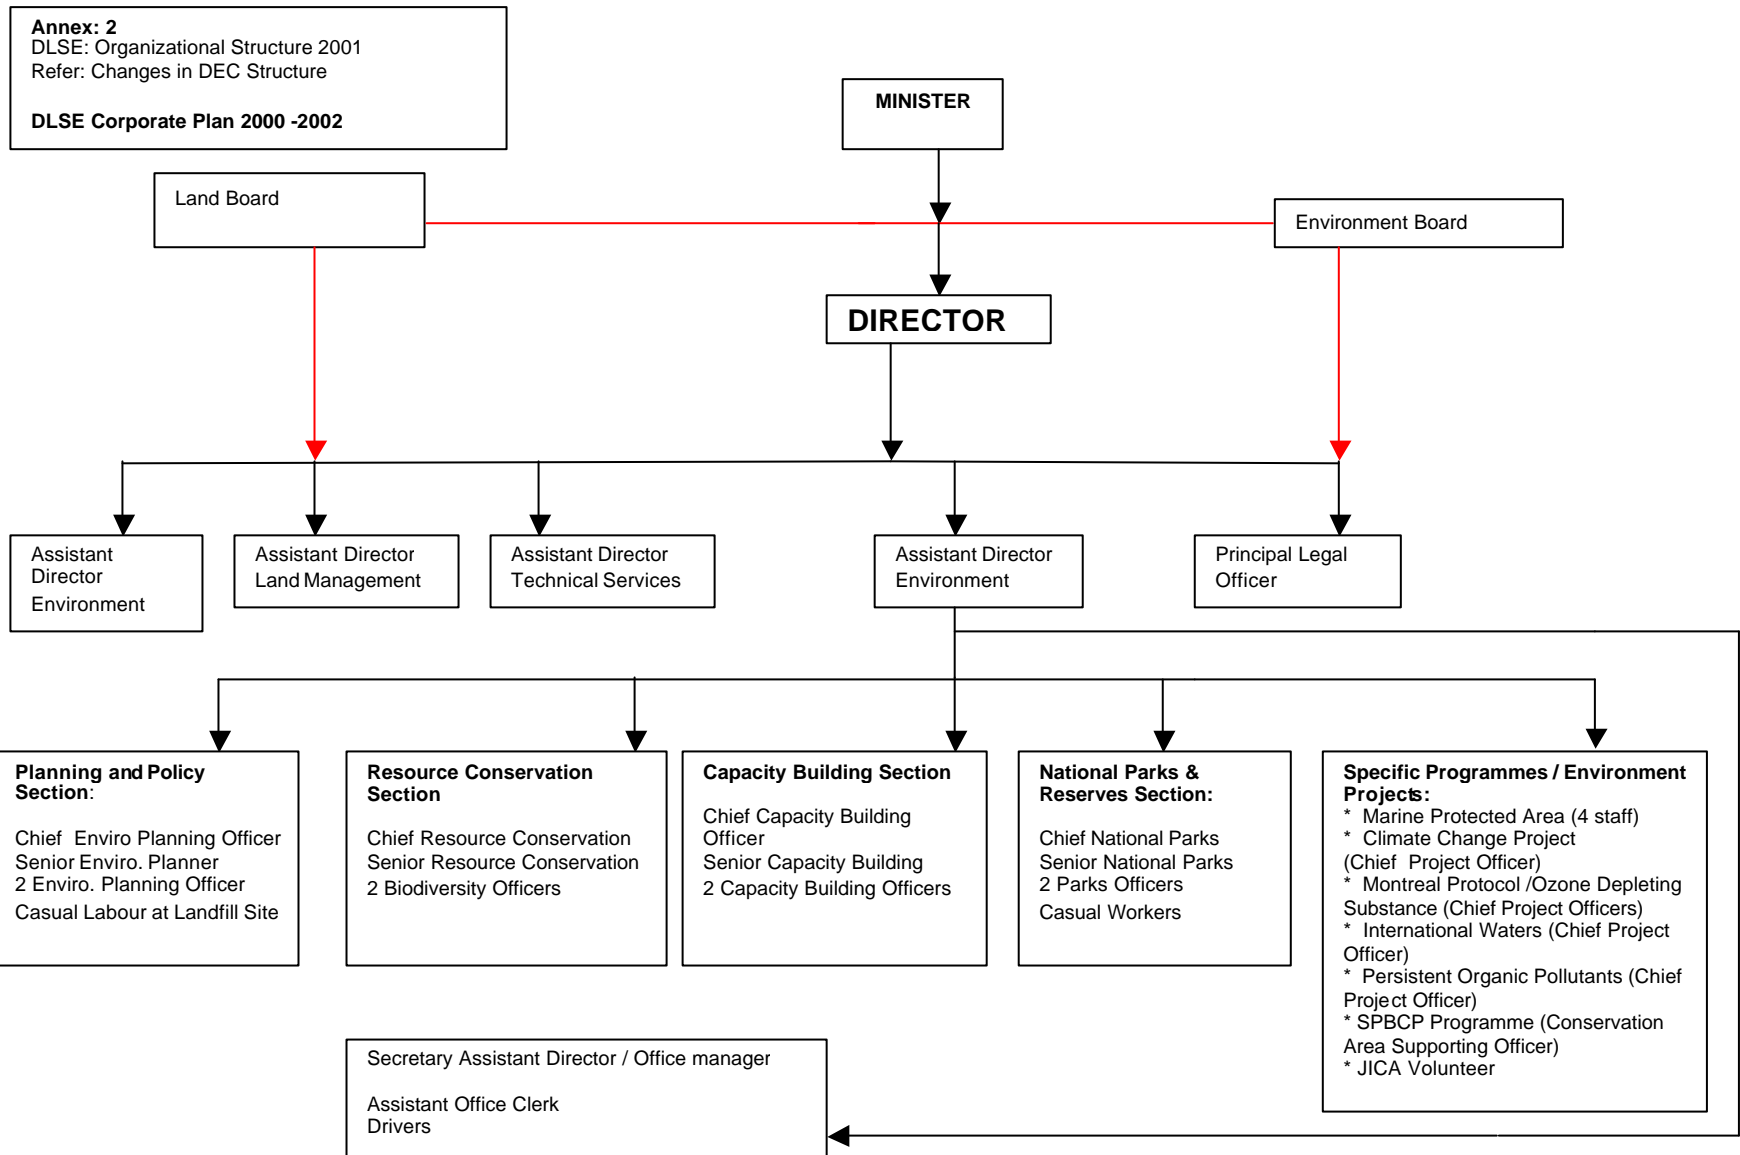 Annex: 2
DLSE: Organizational Structure 2001
Refer: Changes in DEC Structure
DLSE Corporate Plan 2000 -2002
MINISTER
Land Board
Environment Board
DIRECTOR
Assistant
Director
Environment
Assistant Director
Land Management
Assistant Director
Technical Services
Assistant Director
Environment
Principal Legal
Officer
Planning and Policy
Section:
Chief Enviro Planning Officer
Senior Enviro. Planner
2 Enviro. Planning Officer
Casual Labour at Landfill Site
Resource Conservation
Section
Chief Resource Conservation
Senior Resource Conservation
2 Biodiversity Officers
Capacity Building Section
Chief Capacity Building
Officer
Senior Capacity Building
2 Capacity Building Officers
National Parks &
Reserves Section:
Chief National Parks
Senior National Parks
2 Parks Officers
Casual Workers
Specific Programmes / Environment
Projects:
* Marine Protected Area (4 staff)
* Climate Change Project
(Chief Project Officer)
* Montreal Protocol /Ozone Depleting
Substance (Chief Project Officers)
* International Waters (Chief Project
Officer)
* Persistent Organic Pollutants (Chief
Project Officer)
* SPBCP Programme (Conservation
Area Supporting Officer)
* JICA Volunteer
Secretary Assistant Director / Office manager
Assistant Office Clerk
Drivers